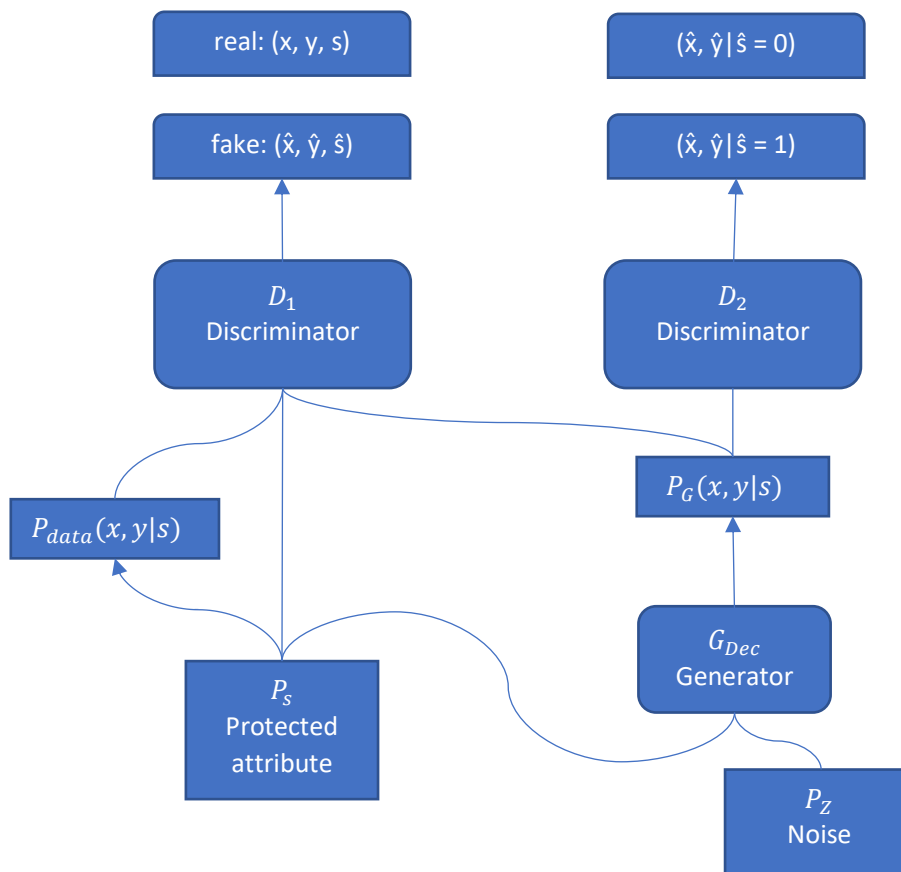 real: (x, y, s)
(x̂, ŷ|ŝ = 0)
fake: (x̂, ŷ, ŝ)
(x̂, ŷ|ŝ = 1)
D₁
Discriminator
D₂
Discriminator
P_G(x, y|s)
P_data(x, y|s)
G_Dec
Generator
P_s
Protected
attribute
P_Z
Noise